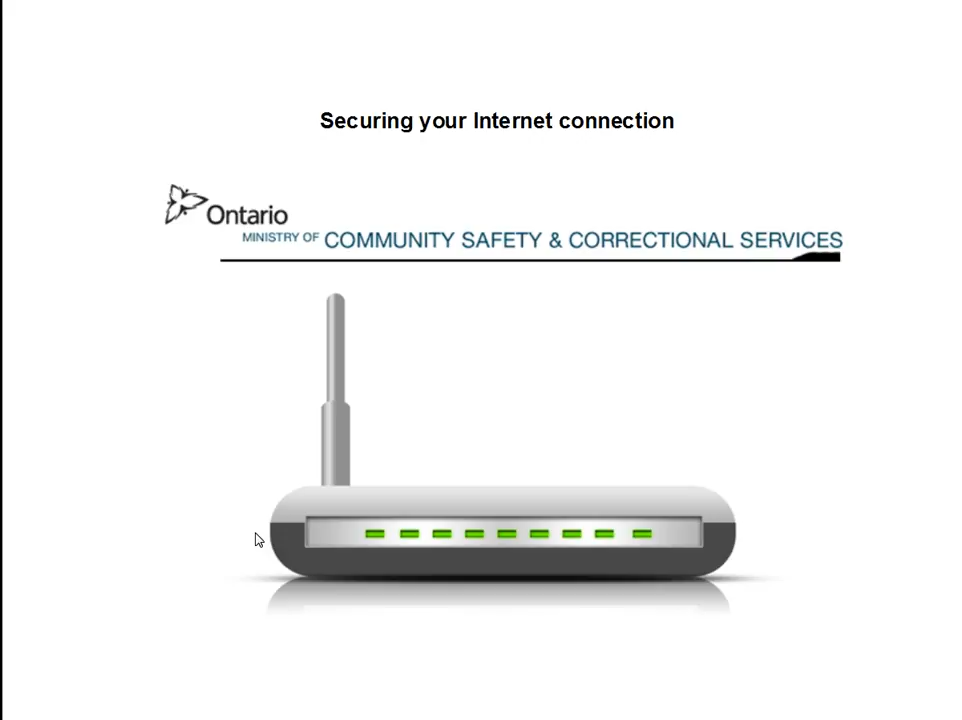 Securing your Internet connection
Ontario
MINISTRY OF COMMUNITY SAFETY & CORRECTIONAL SERVICES